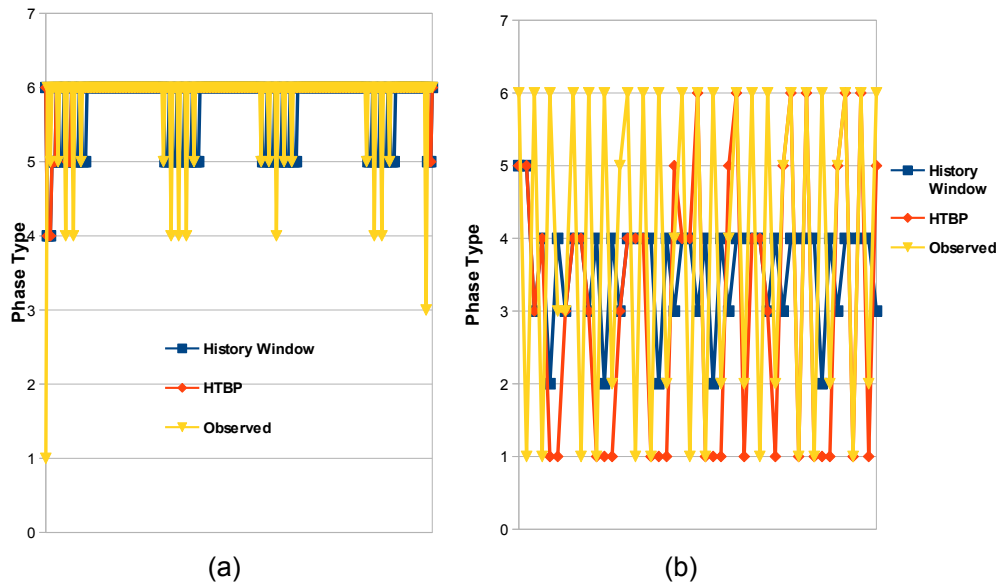 7
6
5
4
3
2
1
0
Phase Type
History Window
HTBP
Observed
(a)
7
6
5
4
3
2
1
0
Phase Type
History
Window
HTBP
Observed
(b)